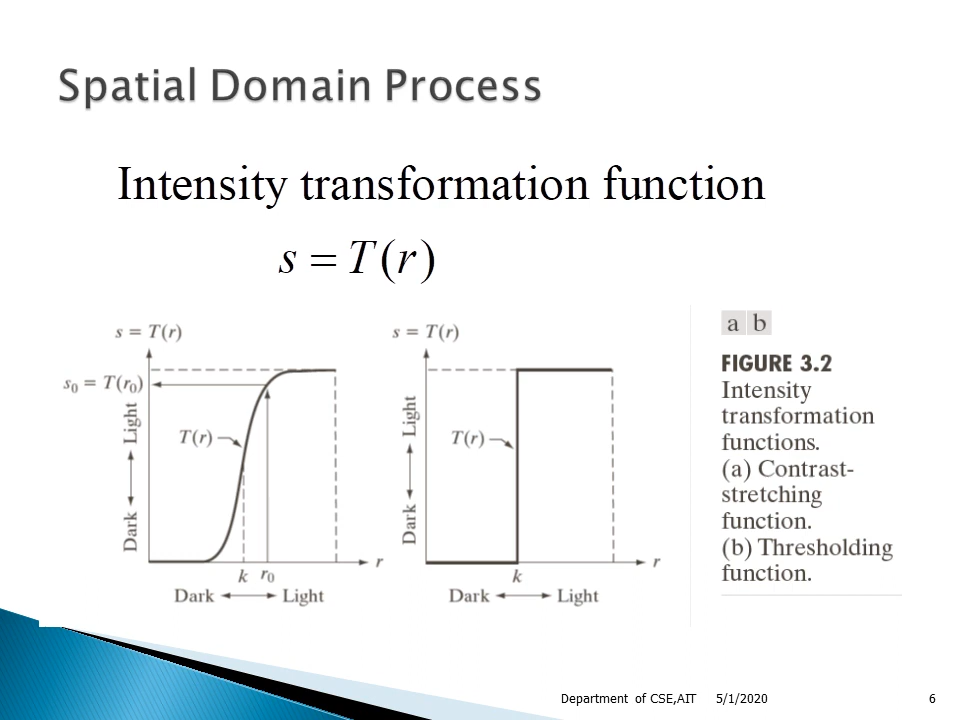 Spatial Domain Process
Intensity transformation function
s = T(r)
s = T(r)
s₀ = T(r₀)
T(r)
Dark ⟷ Light
k r₀
r
Dark ⟷ Light
s = T(r)
T(r)
Dark ⟷ Light
k
r
Dark ⟷ Light
a b
FIGURE 3.2
Intensity
transformation
functions.
(a) Contrast-
stretching
function.
(b) Thresholding
function.
Department of CSE,AIT 5/1/2020 6